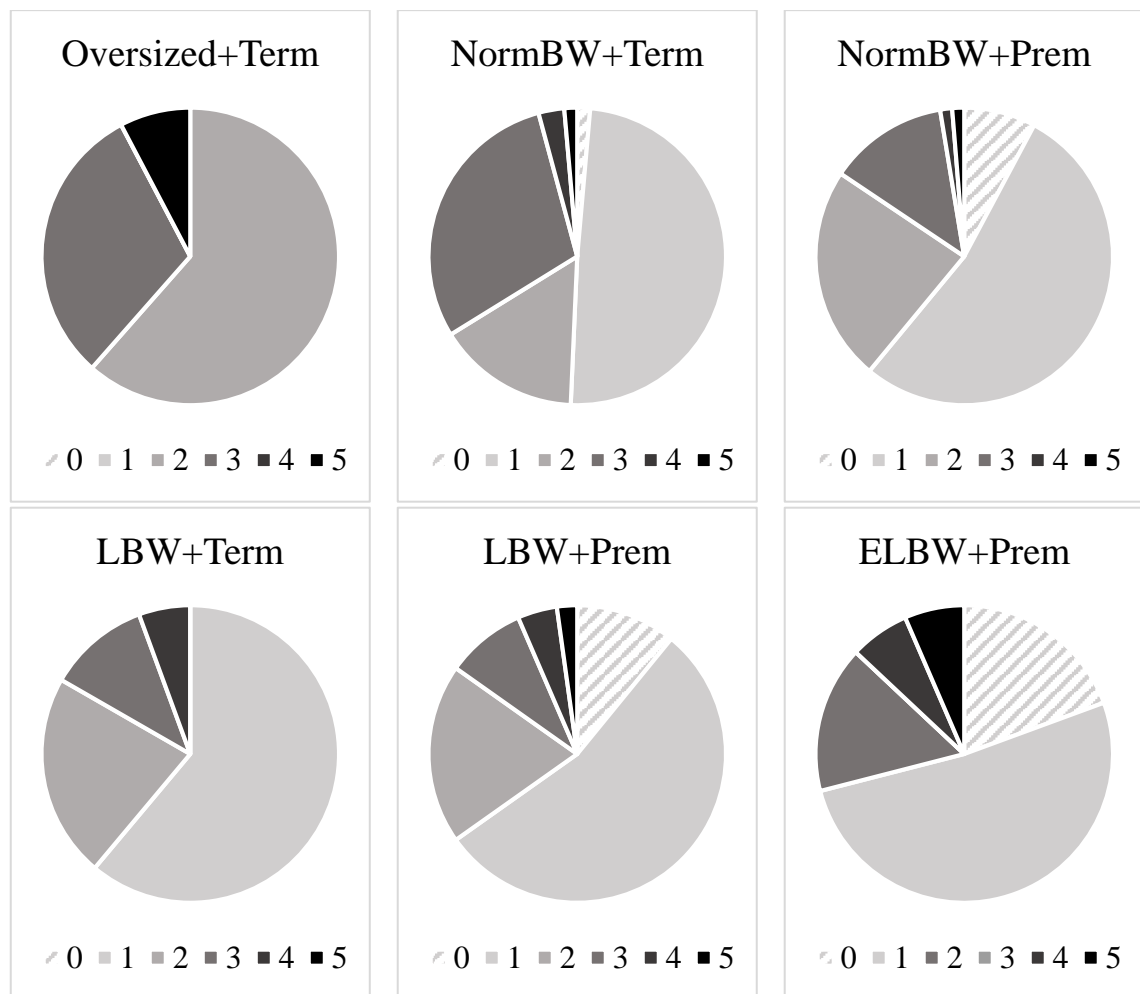 Oversized+Term
0 1 2 3 4 5
NormBW+Term
0 1 2 3 4 5
NormBW+Prem
0 1 2 3 4 5
LBW+Term
0 1 2 3 4 5
LBW+Prem
0 1 2 3 4 5
ELBW+Prem
0 1 2 3 4 5